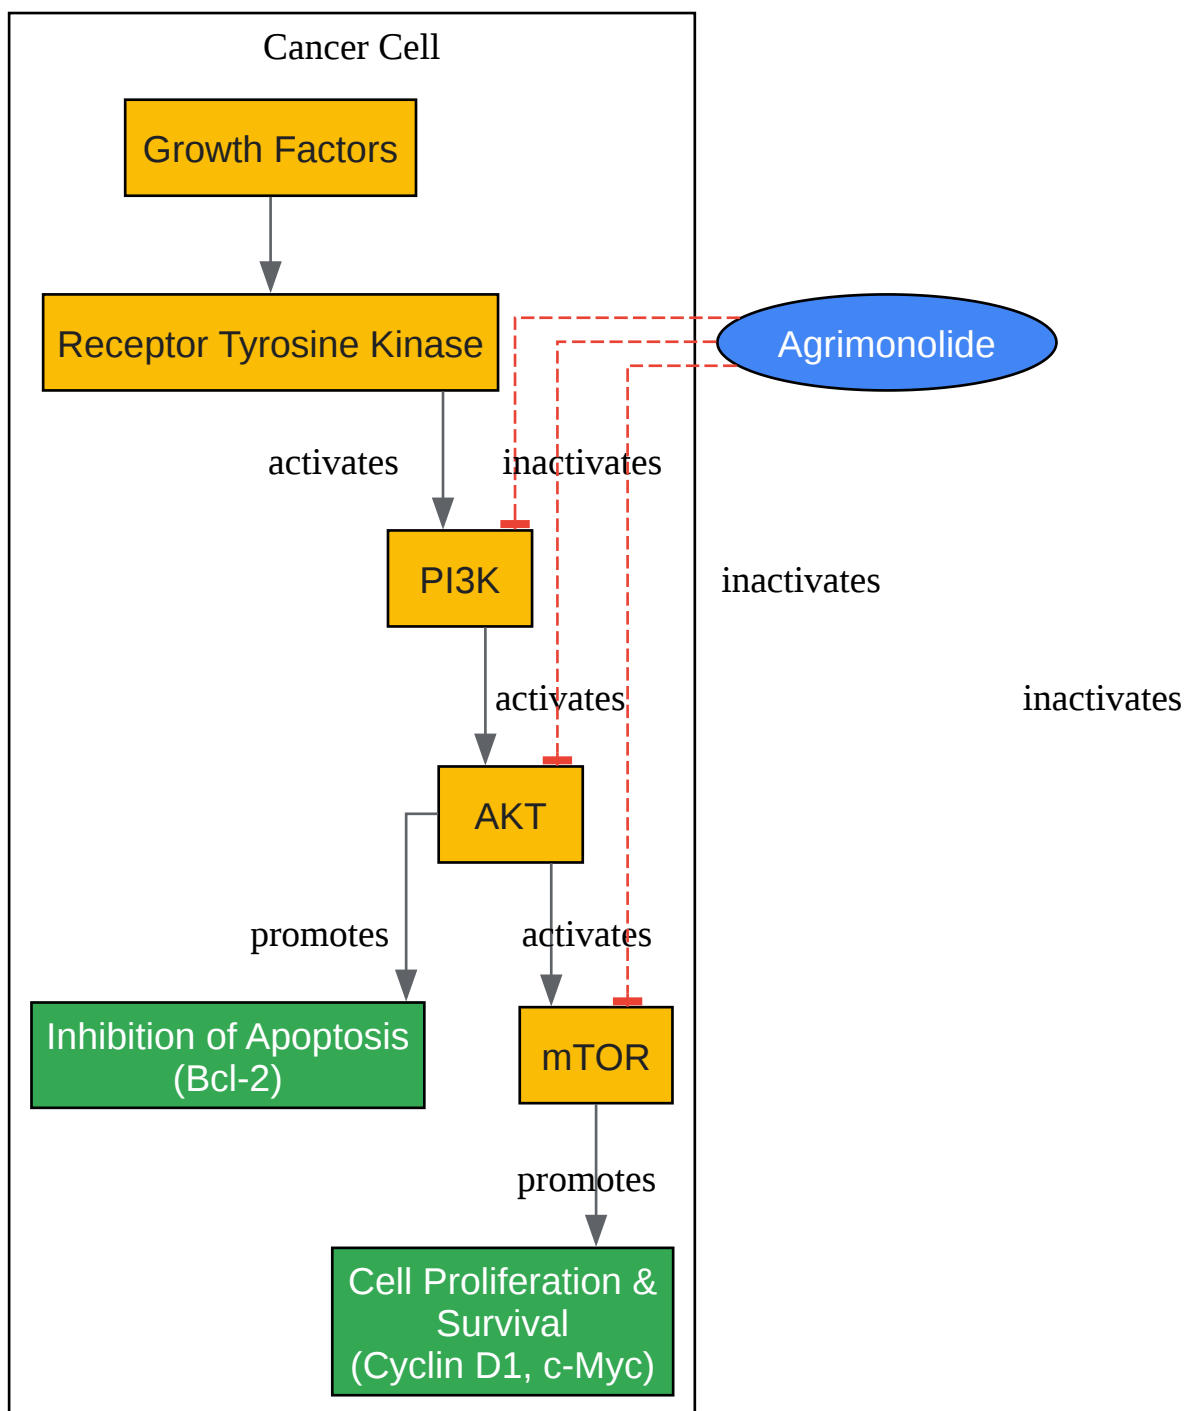 Cancer Cell
Growth Factors
Receptor Tyrosine Kinase
Agrimonolide
activates
inactivates
PI3K
inactivates
activates
inactivates
AKT
promotes
activates
Inhibition of Apoptosis
(Bcl-2)
mTOR
promotes
Cell Proliferation &
Survival
(Cyclin D1, c-Myc)